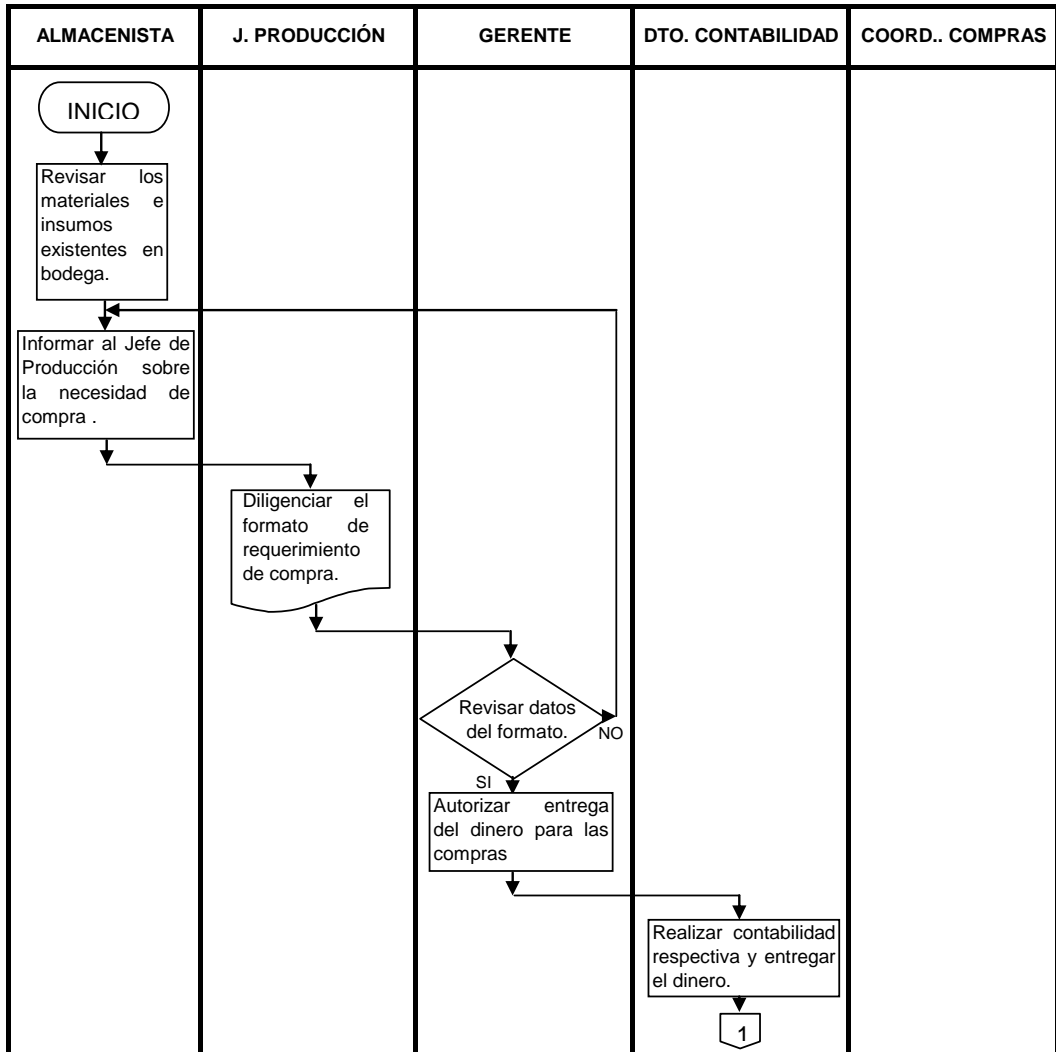 ALMACENISTA
J. PRODUCCIÓN
GERENTE
DTO. CONTABILIDAD
COORD.. COMPRAS
INICIO
Revisar los
materiales e
insumos
existentes en
bodega.
Informar al Jefe de
Producción sobre
la necesidad de
compra .
Diligenciar el
formato de
requerimiento
de compra.
Revisar datos
del formato.
NO
SI
Autorizar entrega
del dinero para las
compras
Realizar contabilidad
respectiva y entregar
el dinero.
1